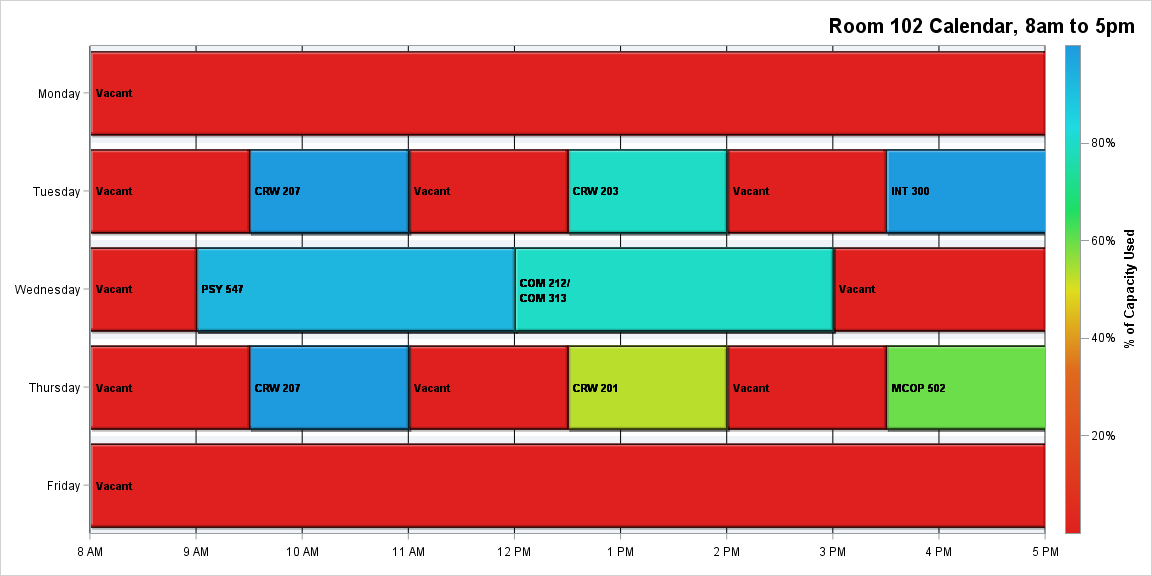 Room 102 Calendar, 8am to 5pm
Monday
Vacant
Tuesday
Vacant
CRW 207
Vacant
CRW 203
Vacant
INT 300
Wednesday
Vacant
PSY 547
COM 212/
COM 313
Vacant
Thursday
Vacant
CRW 207
Vacant
CRW 201
Vacant
MCOP 502
Friday
Vacant
8 AM
9 AM
10 AM
11 AM
12 PM
1 PM
2 PM
3 PM
4 PM
5 PM
80%
60%
40%
20%
% of Capacity Used